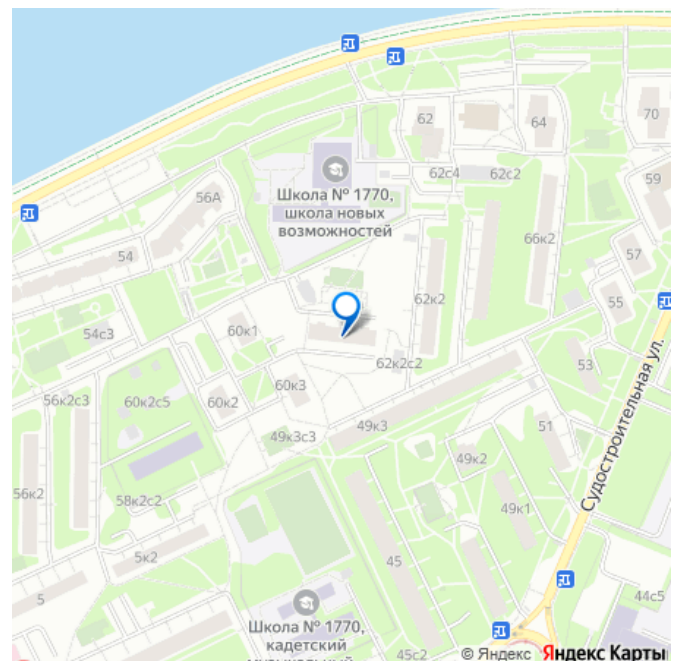 62
64
70
62с4
62с2
59
Школа № 1770,
школа новых
возможностей
56А
54
66к2
57
62к2
55
54с3
60к1
62к2с2
53
60к3
56к2с3
60к2с5
60к2
49к3с3
49к3
51
49к2
Судостроительная ул.
58к2с2
56к2
49к1
5к2
45
5
44с5
Школа № 1770,
кадетский
музыкальный
45с2
© Яндекс Яндекс Карты